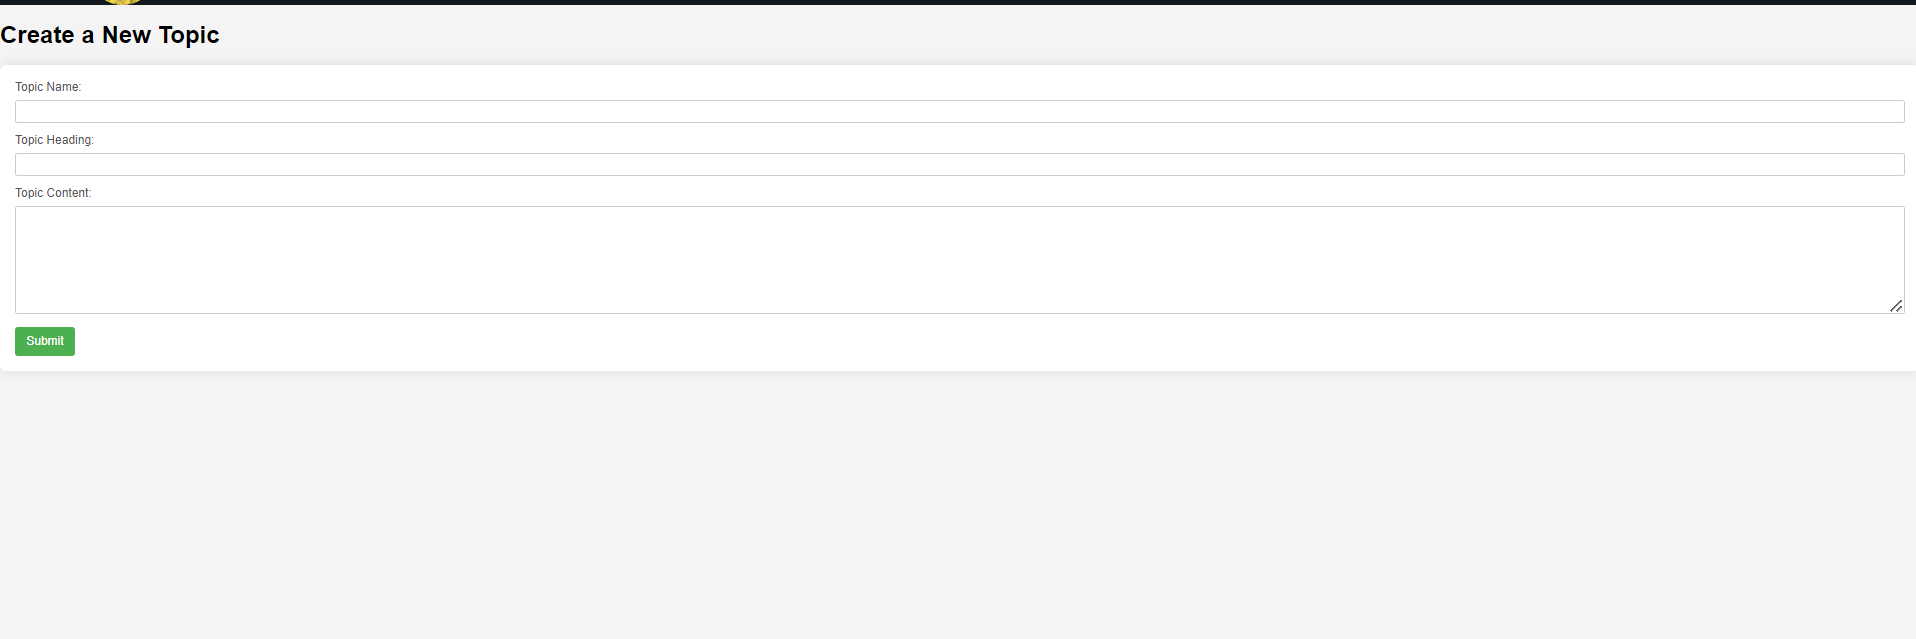 Create a New Topic
Topic Name:
Topic Heading:
Topic Content:
Submit